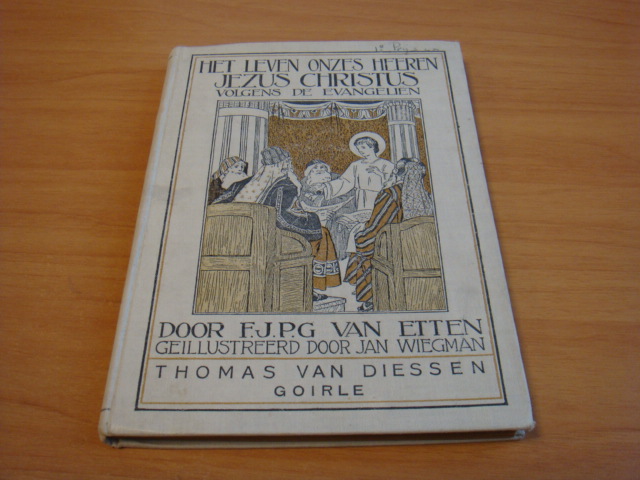 HET LEVEN ONZES HEEREN
JEZUS CHRISTUS
VOLGENS DE EVANGELIEN
DOOR F.J.P.G VAN ETTEN
GEILLUSTREERD DOOR JAN WIEGMAN
THOMAS VAN DIESSEN
GOIRLE